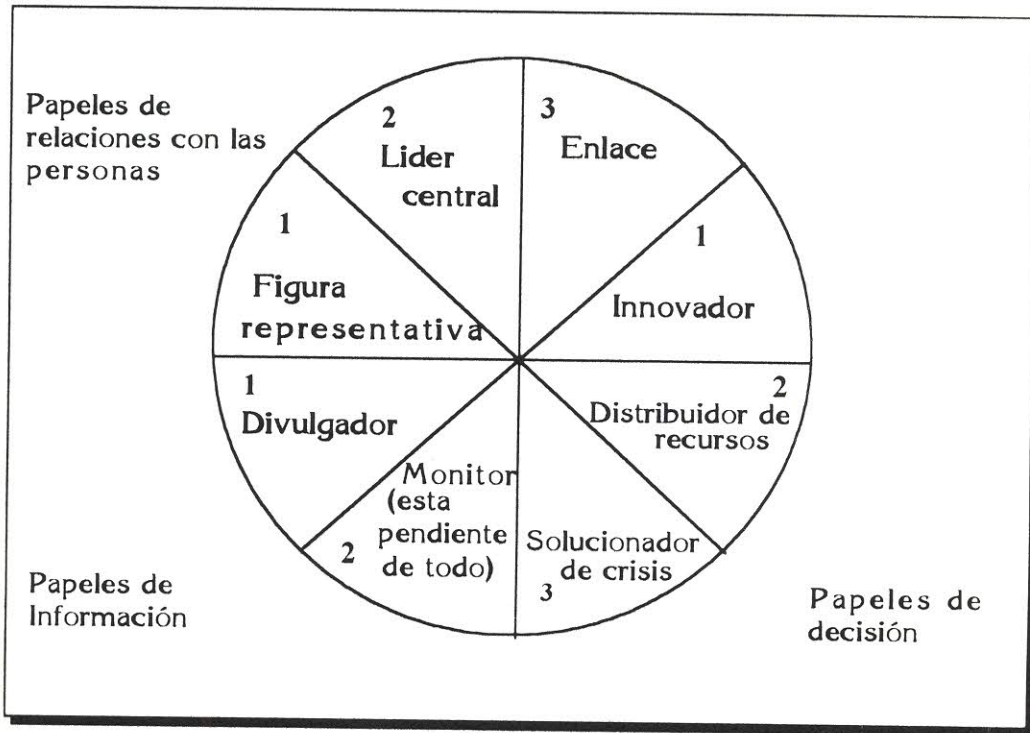 Papeles de
relaciones con las
personas
1
Figura
representativa
2
Lider
central
3
Enlace
1
Innovador
2
Distribuidor de
recursos
Solucionador
de crisis
3
Papeles de
decisión
1
Divulgador
Monitor
(esta
pendiente
de todo)
2
Papeles de
Información